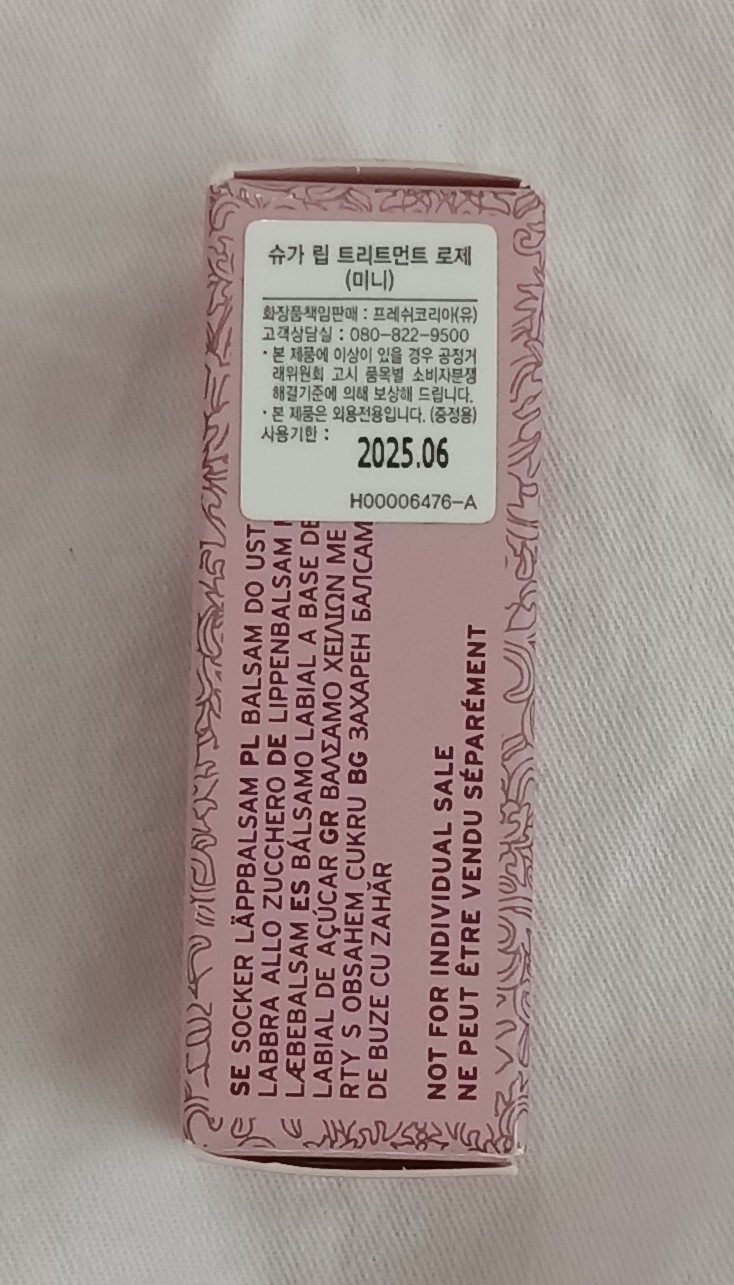 슈가 립 트리트먼트 로제
(미니)
화장품책임판매 : 프레쉬코리아(유)
고객상담실 : 080-822-9500
· 본 제품에 이상이 있을 경우 공정거
래위원회 고시 품목별 소비자분쟁
해결기준에 의해 보상해 드립니다.
· 본 제품은 외용전용입니다. (증정용)
사용기한 :
2025.06
H00006476-A
SE SOCKER LÄPPBALSAM PL BALSAM DO UST
LABBRA ALLO ZUCCHERO DE LIPPENBALSAM
LÆBEBALSAM ES BÁLSAMO LABIAL A BASE DE
LABIAL DE AÇÚCAR GR ΒΑΛΣΑΜΟ ΧΕΙΛΙΩΝ ΜΕ
RTY S OBSAHEM CUKRU BG ЗАХАРЕН БАЛСАМ
DE BUZE CU ZAHĂR
NOT FOR INDIVIDUAL SALE
NE PEUT ÊTRE VENDU SÉPARÉMENT